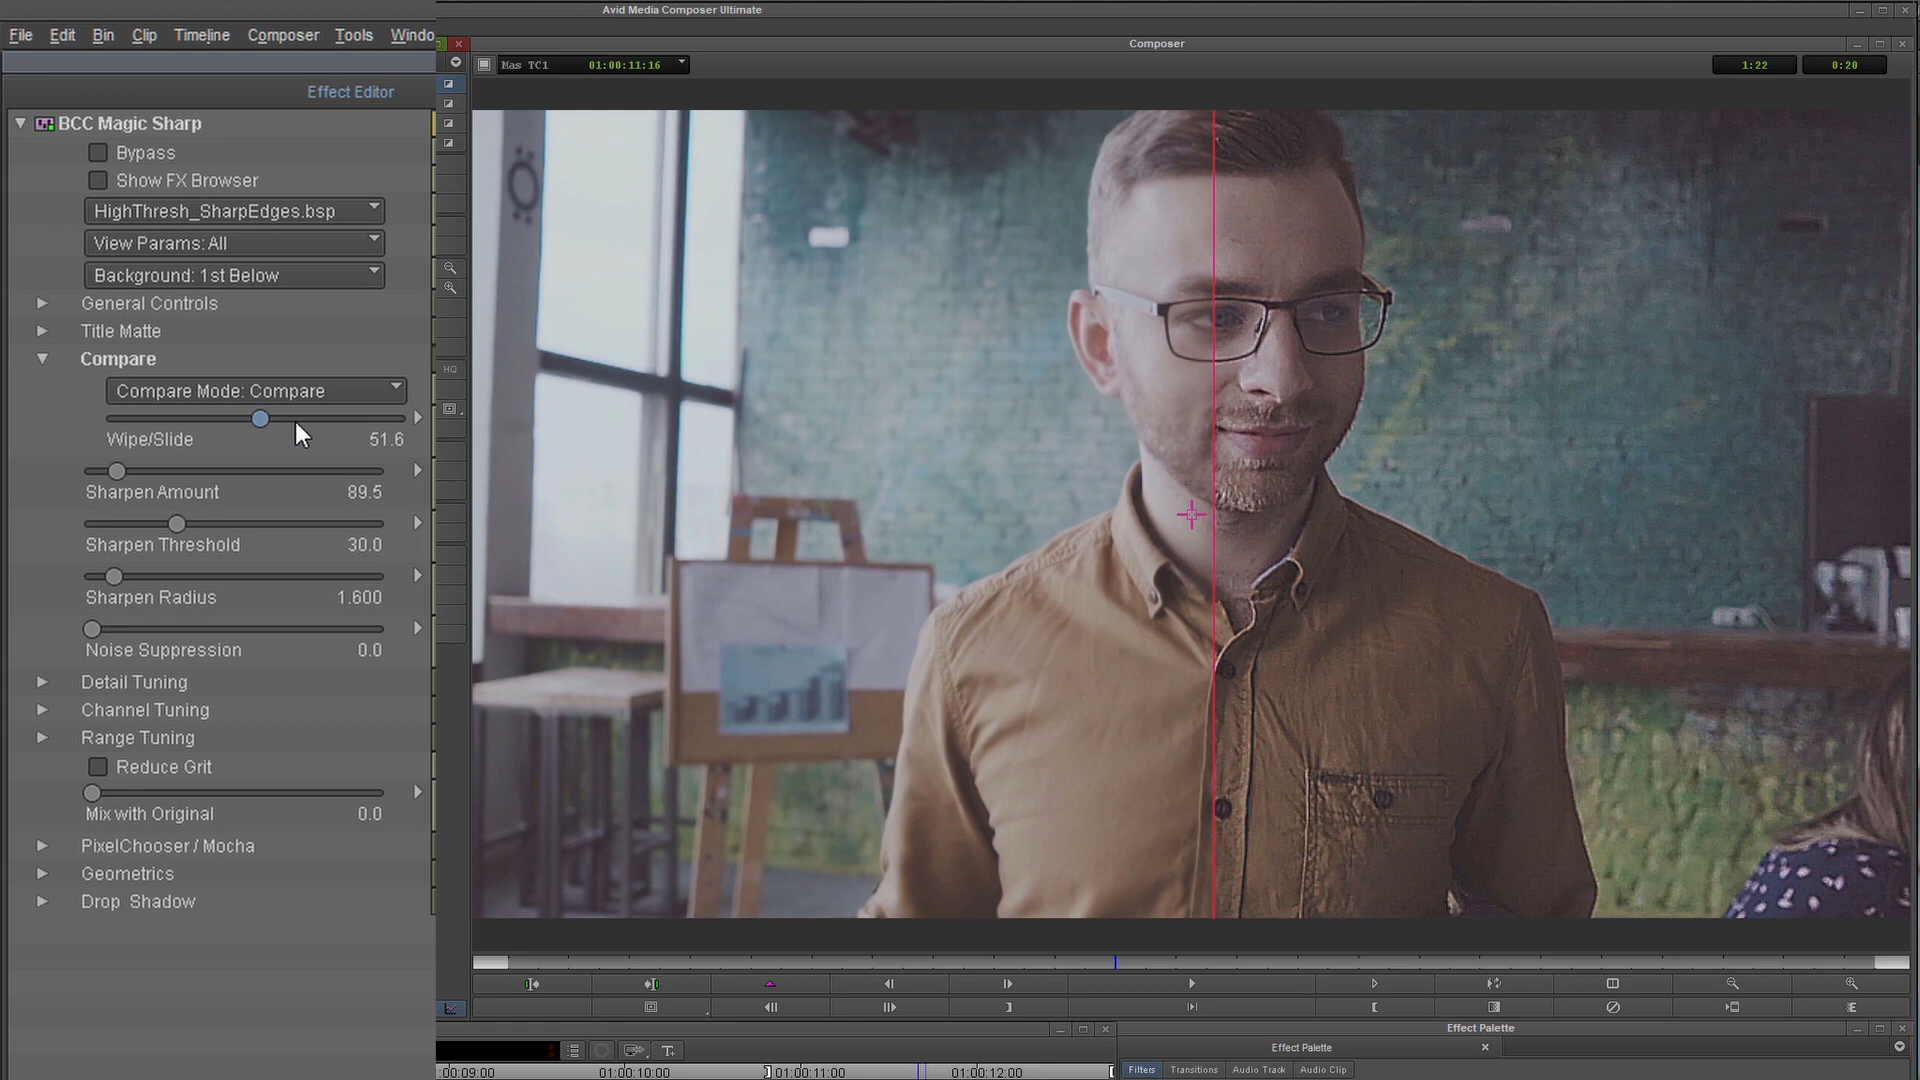 Avid Media Composer Ultimate
File Edit Bin Clip Timeline Composer Tools Windo
Composer
Mas TC1 01:00:11:16
1:22 0:20
Effect Editor
BCC Magic Sharp
Bypass
Show FX Browser
HighThresh_SharpEdges.bsp
View Params: All
Background: 1st Below
General Controls
Title Matte
Compare
Compare Mode: Compare
Wipe/Slide 51.6
Sharpen Amount 89.5
Sharpen Threshold 30.0
Sharpen Radius 1.600
Noise Suppression 0.0
Detail Tuning
Channel Tuning
Range Tuning
Reduce Grit
Mix with Original 0.0
PixelChooser / Mocha
Geometrics
Drop Shadow
HQ
Effect Palette
Effect Palette
Filters Transitions Audio Track Audio Clip
:00:09:00 01:00:10:00 01:00:11:00 01:00:12:00